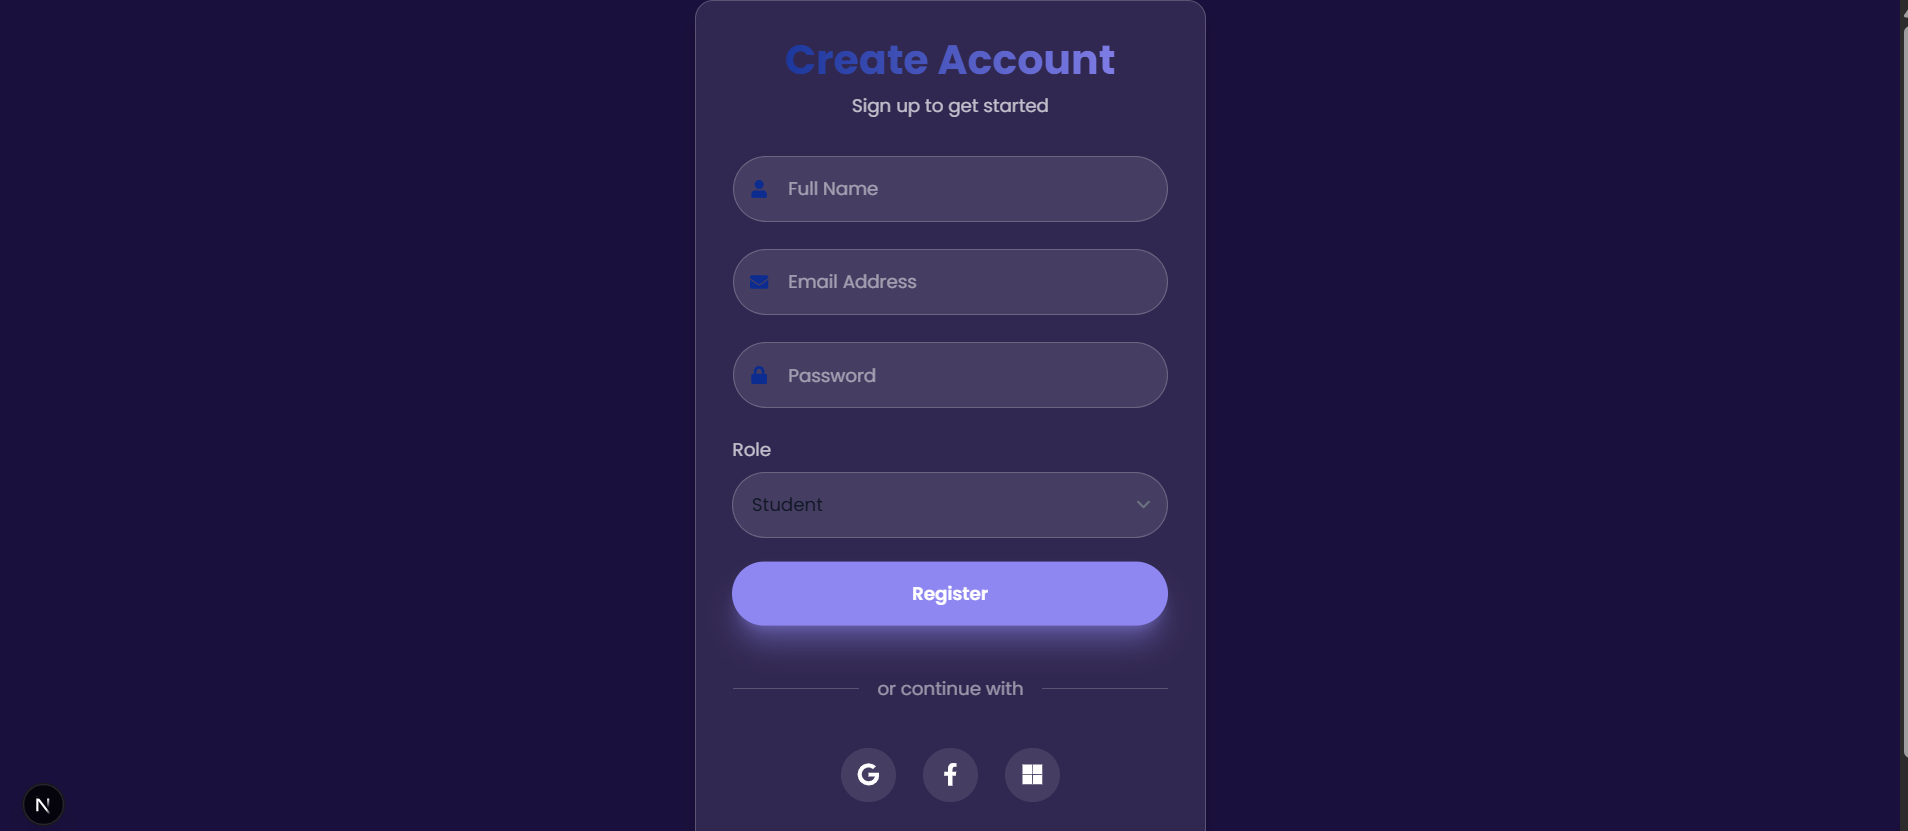 Create Account
Sign up to get started
Full Name
Email Address
Password
Role
Student
Register
or continue with
G
f
N